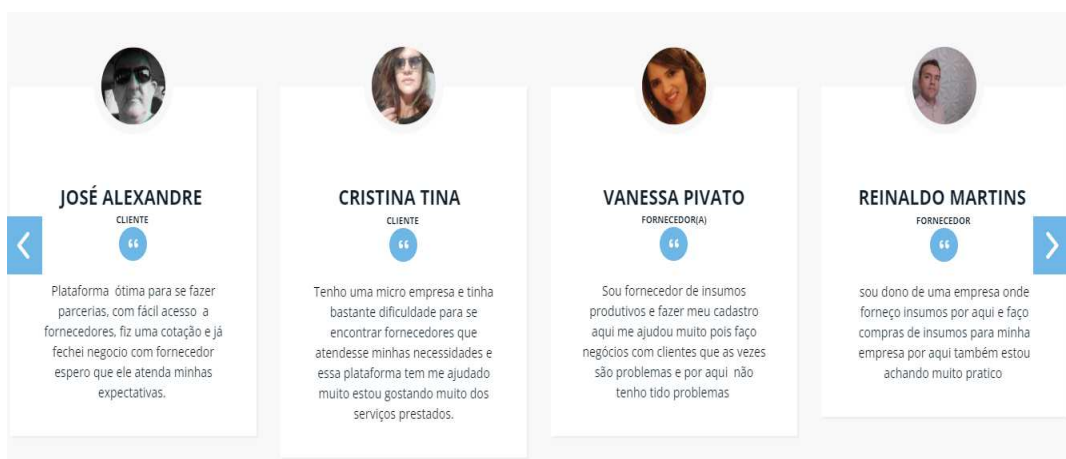 JOSÉ ALEXANDRE
CLIENTE
“
Plataforma ótima para se fazer
parcerias, com fácil acesso a
fornecedores, fiz uma cotação e já
fechei negocio com fornecedor
espero que ele atenda minhas
expectativas.
CRISTINA TINA
CLIENTE
“
Tenho uma micro empresa e tinha
bastante dificuldade para se
encontrar fornecedores que
atendesse minhas necessidades e
essa plataforma tem me ajudado
muito estou gostando muito dos
serviços prestados.
VANESSA PIVATO
FORNECEDOR(A)
“
Sou fornecedor de insumos
produtivos e fazer meu cadastro
aqui me ajudou muito pois faço
negócios com clientes que as vezes
são problemas e por aqui não
tenho tido problemas
REINALDO MARTINS
FORNECEDOR
“
sou dono de uma empresa onde
forneço insumos por aqui e faço
compras de insumos para minha
empresa por aqui também estou
achando muito pratico